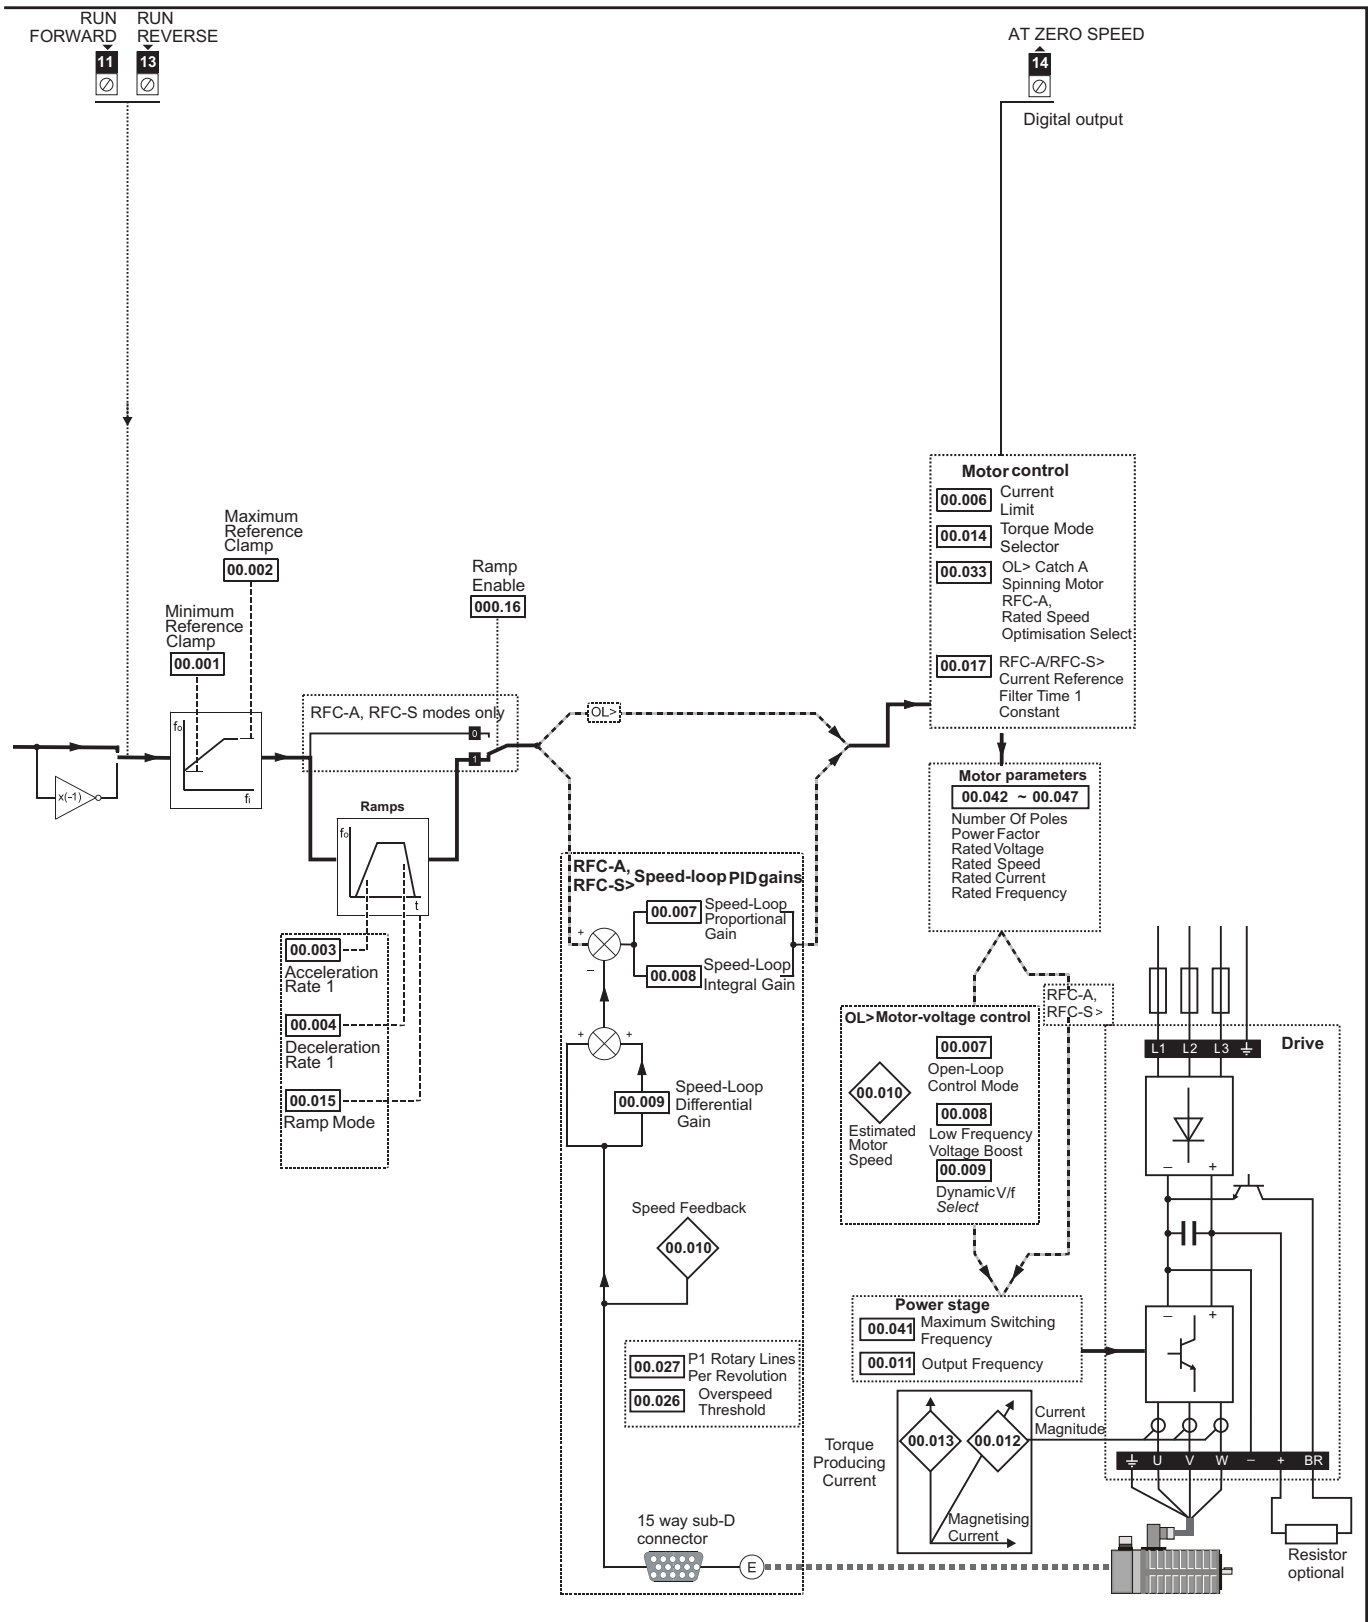 RUN
FORWARD
RUN
REVERSE
11
13
AT ZERO SPEED
14
Digital output
Maximum
Reference
Clamp
00.002
Minimum
Reference
Clamp
00.001
Ramp
Enable
000.16
RFC-A, RFC-S modes only
0
1
OL>
x(-1)
fo
fi
Ramps
fo
t
00.003
Acceleration
Rate 1
00.004
Deceleration
Rate 1
00.015
Ramp Mode
Motor control
00.006
Current
Limit
00.014
Torque Mode
Selector
00.033
OL> Catch A
Spinning Motor
RFC-A,
Rated Speed
Optimisation Select
00.017
RFC-A/RFC-S>
Current Reference
Filter Time 1
Constant
Motor parameters
00.042 ~ 00.047
Number Of Poles
Power Factor
Rated Voltage
Rated Speed
Rated Current
Rated Frequency
RFC-A,
RFC-S>
Speed-loop PID gains
+
–
00.007
Speed-Loop
Proportional
Gain
00.008
Speed-Loop
Integral Gain
+
+
00.009
Speed-Loop
Differential
Gain
Speed Feedback
00.010
00.027
P1 Rotary Lines
Per Revolution
00.026
Overspeed
Threshold
15 way sub-D
connector
E
RFC-A,
RFC-S>
OL> Motor-voltage control
00.010
Estimated
Motor
Speed
00.007
Open-Loop
Control Mode
00.008
Low Frequency
Voltage Boost
00.009
Dynamic V/f
Select
Power stage
00.041
Maximum Switching
Frequency
00.011
Output Frequency
Torque
Producing
Current
00.013
00.012
Current
Magnitude
Magnetising
Current
L1 L2 L3
Drive
– +
– +
U V W – + BR
Resistor
optional